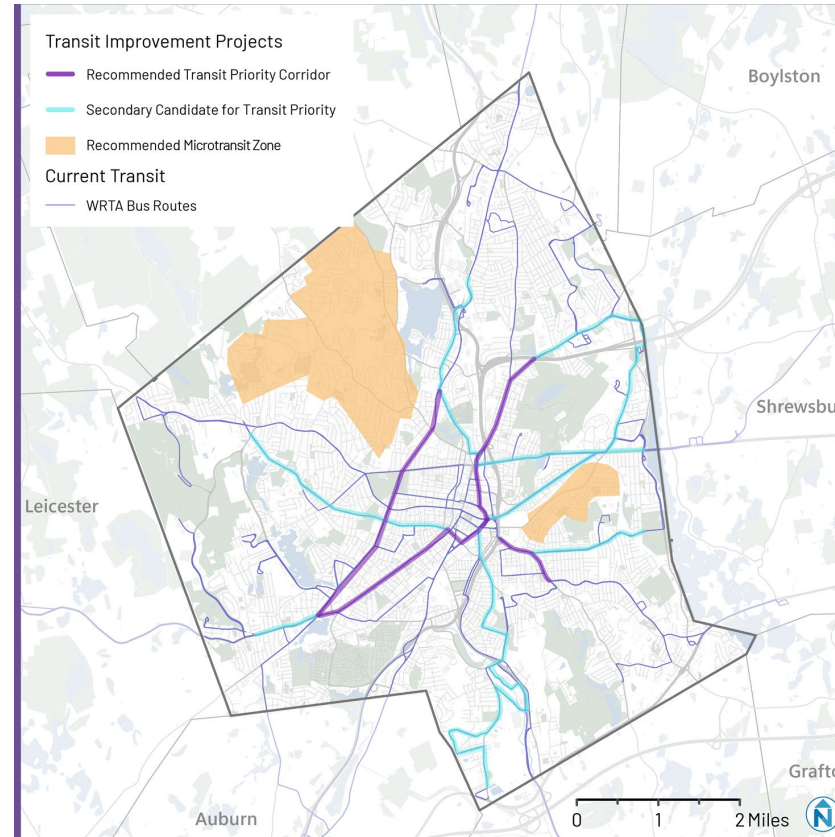 Transit Improvement Projects
Recommended Transit Priority Corridor
Secondary Candidate for Transit Priority
Recommended Microtransit Zone
Current Transit
WRTA Bus Routes
Boylston
Shrewsbu
Leicester
Grafto
Auburn
0 1 2 Miles
N